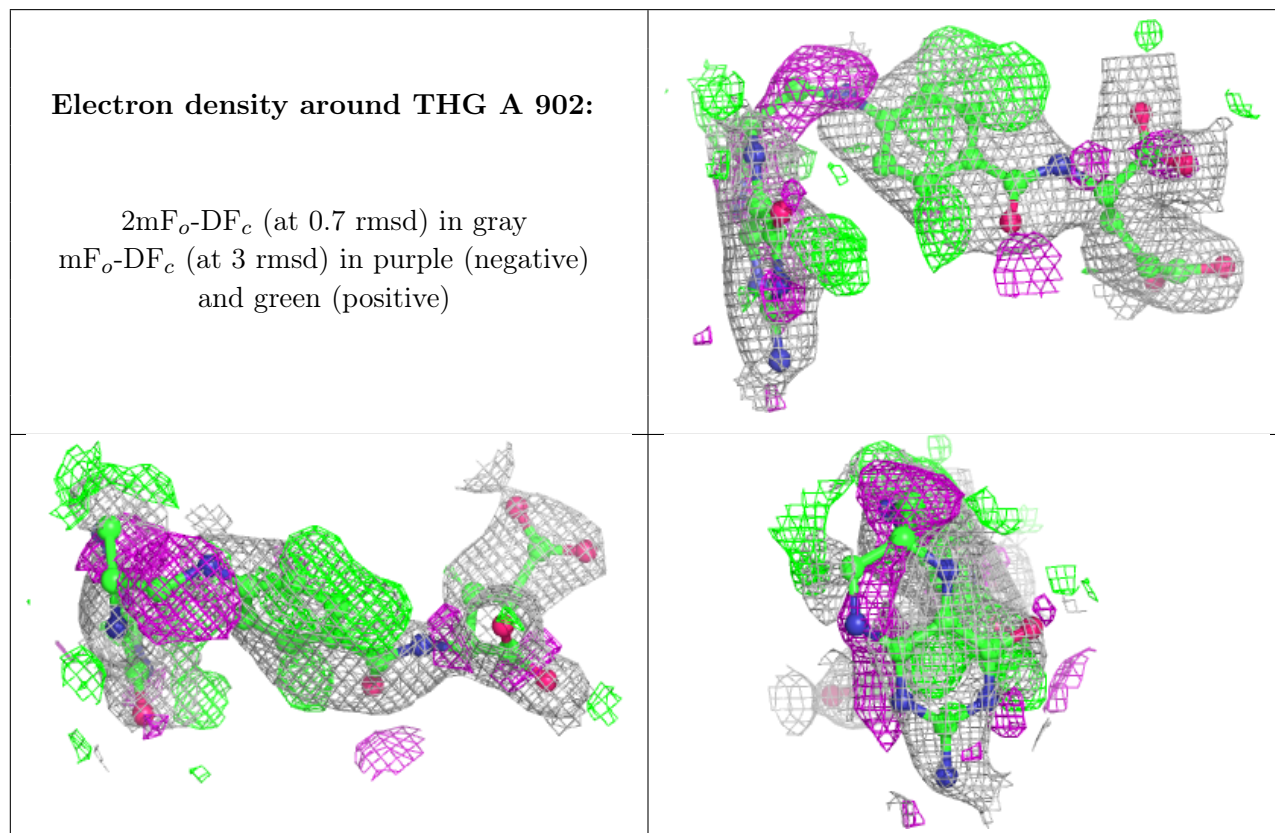 Electron density around THG A 902:
2mFo-DFc (at 0.7 rmsd) in gray
mFo-DFc (at 3 rmsd) in purple (negative)
and green (positive)